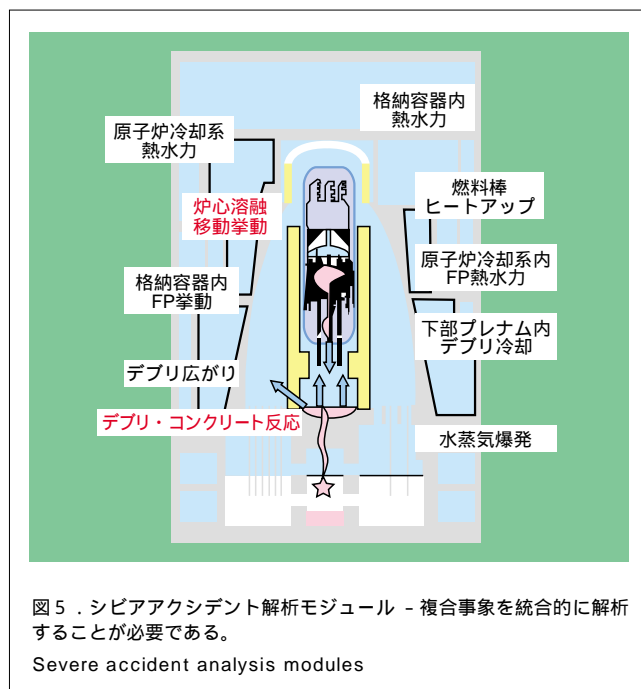 格納容器内
熱水力
原子炉冷却系
熱水力
燃料棒
ヒートアップ
炉心溶融
移動挙動
原子炉冷却系内
FP熱水力
格納容器内
FP挙動
下部プレナム内
デブリ冷却
デブリ広がり
デブリ・コンクリート反応
水蒸気爆発
図5．シビアアクシデント解析モジュール － 複合事象を統合的に解析
することが必要である。
Severe accident analysis modules